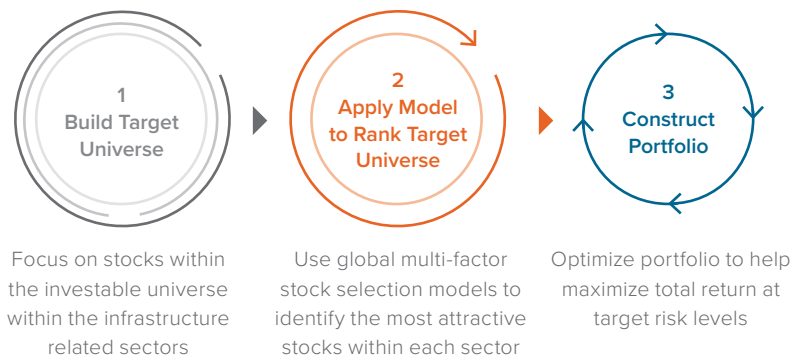 1
Build Target
Universe
2
Apply Model
to Rank Target
Universe
3
Construct
Portfolio
Focus on stocks within
the investable universe
within the infrastructure
related sectors
Use global multi-factor
stock selection models to
identify the most attractive
stocks within each sector
Optimize portfolio to help
maximize total return at
target risk levels